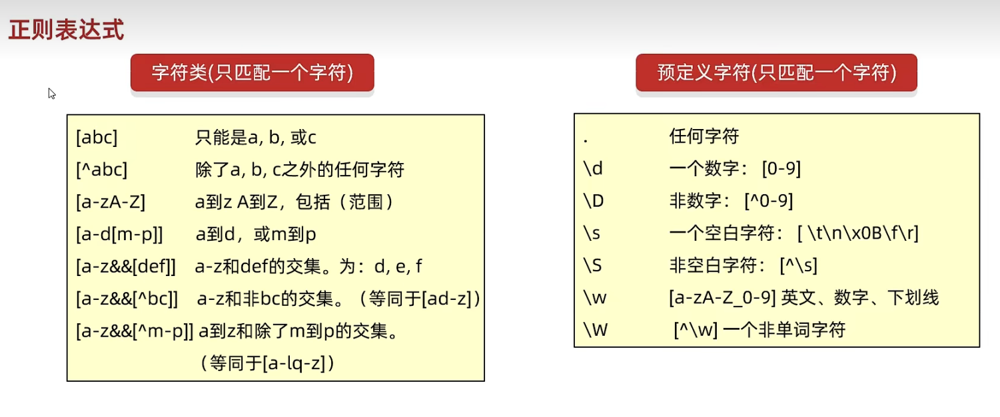 正则表达式
字符类(只匹配一个字符)
[abc] 只能是a, b, 或c
[^abc] 除了a, b, c之外的任何字符
[a-zA-Z] a到z A到Z，包括（范围）
[a-d[m-p]] a到d，或m到p
[a-z&&[def]] a-z和def的交集。为：d, e, f
[a-z&&[^bc]] a-z和非bc的交集。（等同于[ad-z]）
[a-z&&[^m-p]] a到z和除了m到p的交集。
（等同于[a-lq-z]）
预定义字符(只匹配一个字符)
. 任何字符
\d 一个数字： [0-9]
\D 非数字： [^0-9]
\s 一个空白字符： [ \t\n\x0B\f\r]
\S 非空白字符： [^\s]
\w [a-zA-Z_0-9] 英文、数字、下划线
\W [^\w] 一个非单词字符